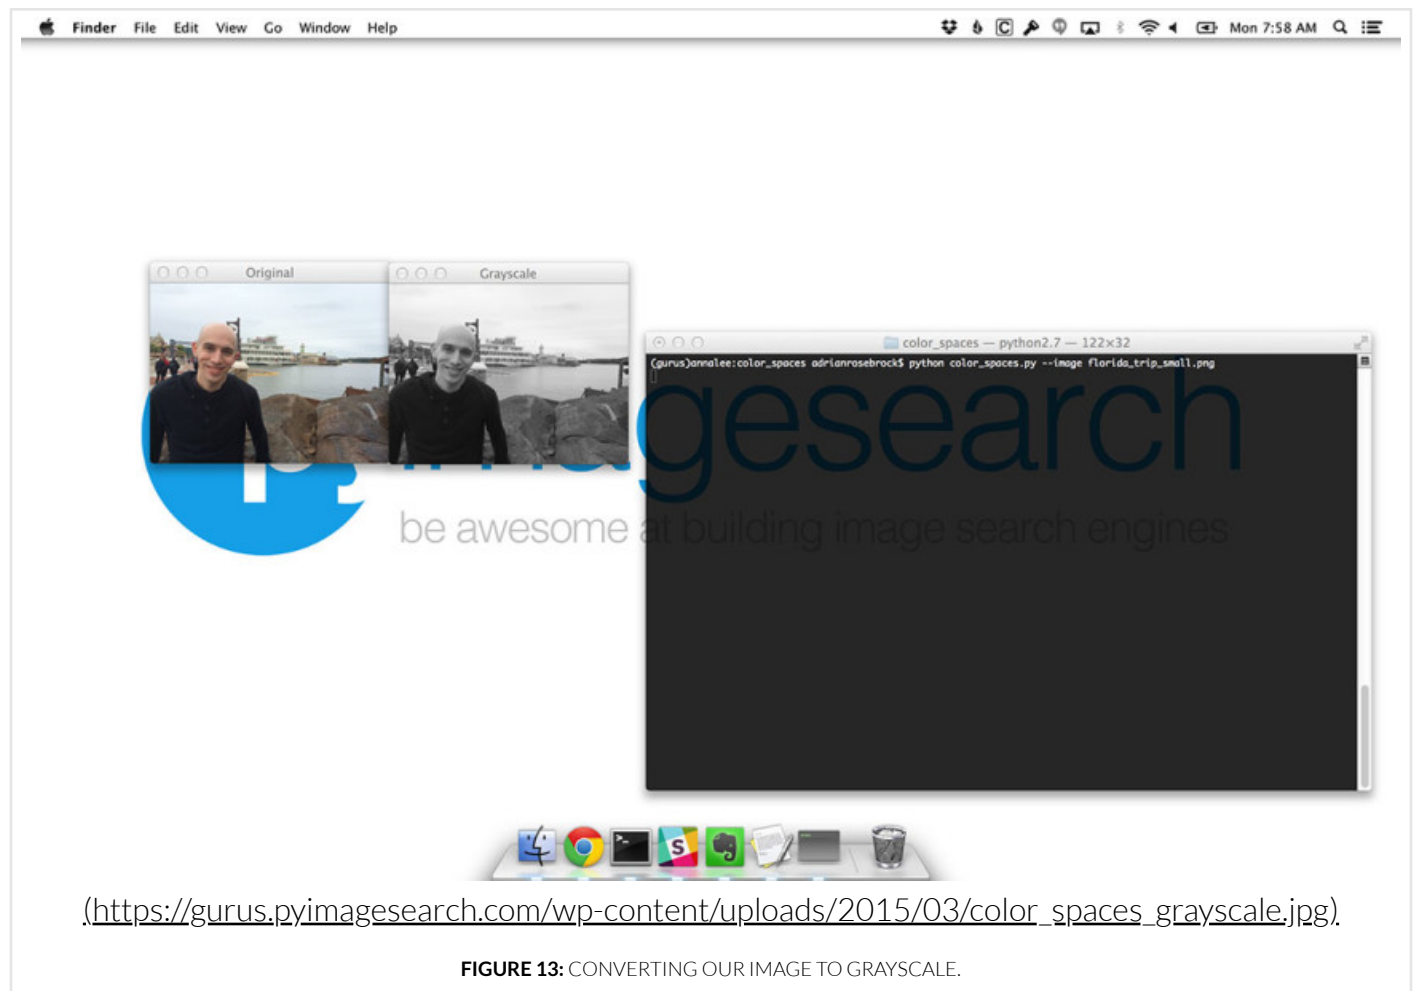 Finder File Edit View Go Window Help Mon 7:58 AM
Original
Grayscale
color_spaces — python2.7 — 122×32
(gurus)annalee:color_spaces adrianrosebrock$ python color_spaces.py --image florida_trip_small.png
gesearch
be awesome at building image search engines
(https://gurus.pyimagesearch.com/wp-content/uploads/2015/03/color_spaces_grayscale.jpg)
FIGURE 13: CONVERTING OUR IMAGE TO GRAYSCALE.